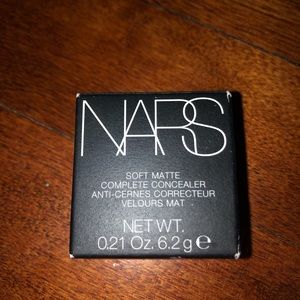 NARS
SOFT MATTE
COMPLETE CONCEALER
ANTI-CERNES CORRECTEUR
VELOURS MAT
NET WT.
0.21 Oz. 6.2 g ℮